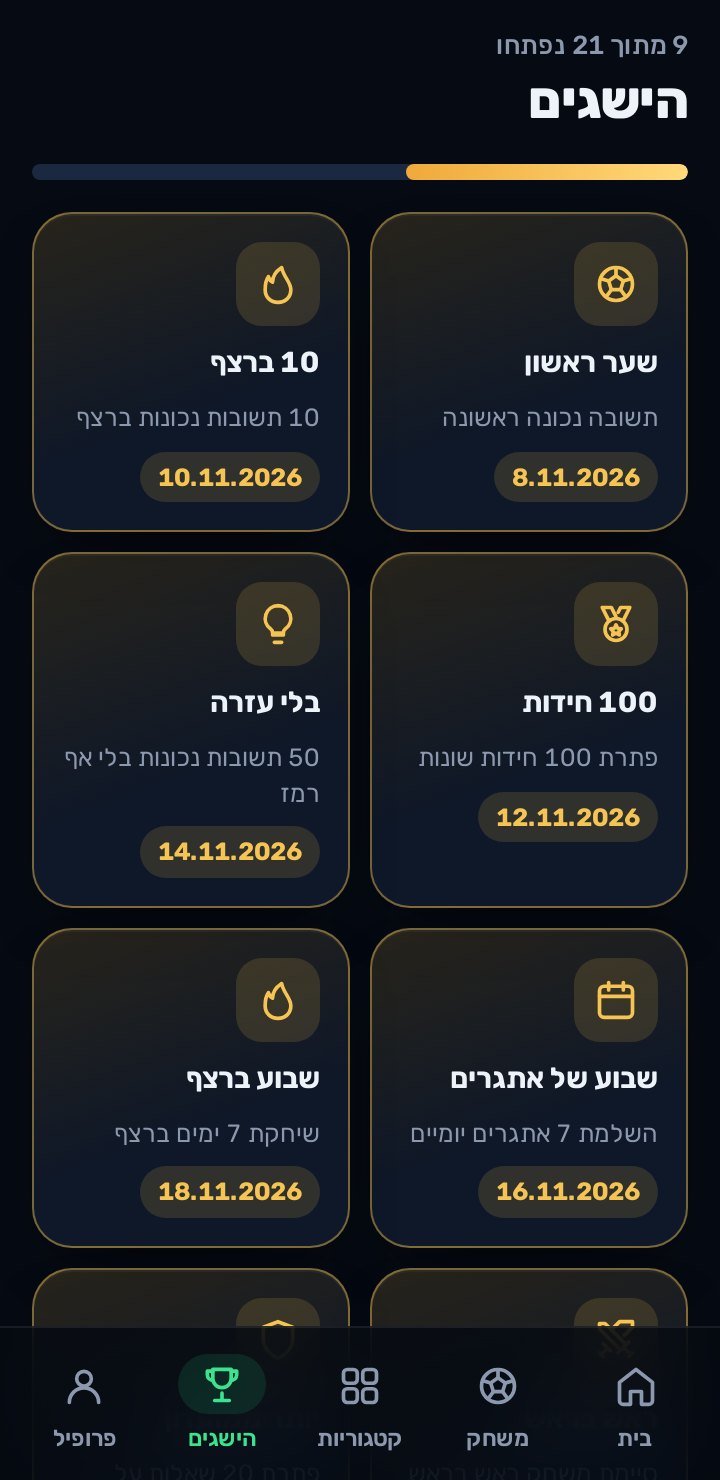 9 מתוך 21 נפתחו
הישגים
שער ראשון
תשובה נכונה ראשונה
8.11.2026
10 ברצף
10 תשובות נכונות ברצף
10.11.2026
100 חידות
פתרת 100 חידות שונות
12.11.2026
בלי עזרה
50 תשובות נכונות בלי אף
רמז
14.11.2026
שבוע של אתגרים
השלמת 7 אתגרים יומיים
16.11.2026
שבוע ברצף
שיחקת 7 ימים ברצף
18.11.2026
בית
משחק
קטגוריות
הישגים
פרופיל